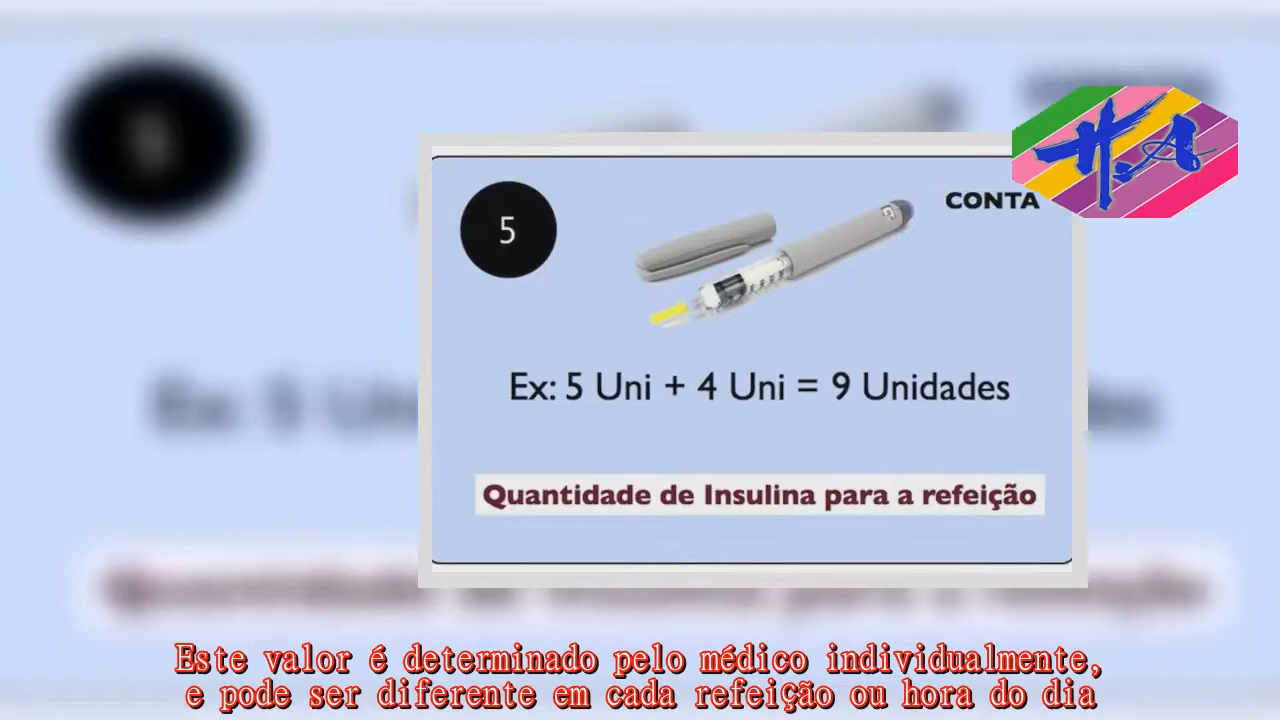 5
CONTA
H.A
Ex: 5 Uni + 4 Uni = 9 Unidades
Quantidade de Insulina para a refeição
Este valor é determinado pelo médico individualmente,
e pode ser diferente em cada refeição ou hora do dia